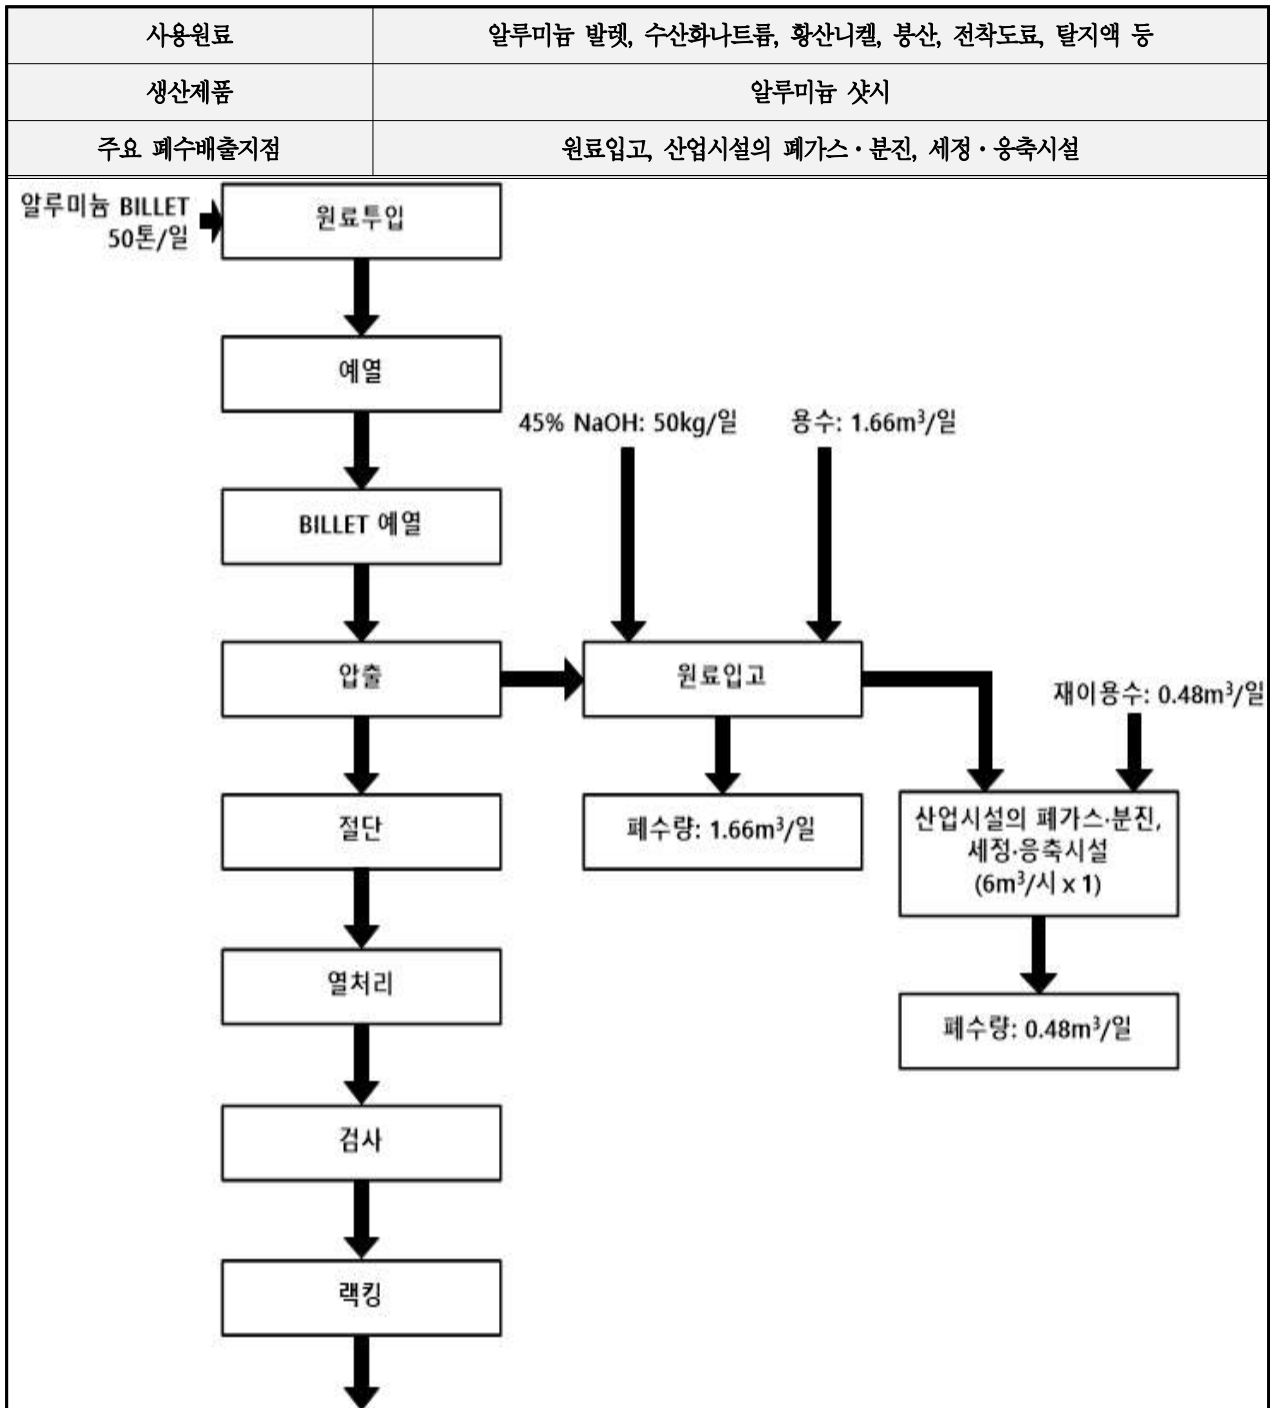 사용원료 알루미늄 발렛, 수산화나트륨, 황산니켈, 붕산, 전착도료, 탈지액 등
생산제품 알루미늄 샷시
주요 폐수배출지점 원료입고, 산업시설의 폐가스·분진, 세정·응축시설
알루미늄 BILLET
50톤/일
원료투입
예열
45% NaOH: 50kg/일 용수: 1.66m³/일
BILLET 예열
압출
원료입고
재이용수: 0.48m³/일
절단
폐수량: 1.66m³/일
산업시설의 폐가스·분진,
세정·응축시설
(6m³/시 x 1)
열처리
폐수량: 0.48m³/일
검사
랙킹